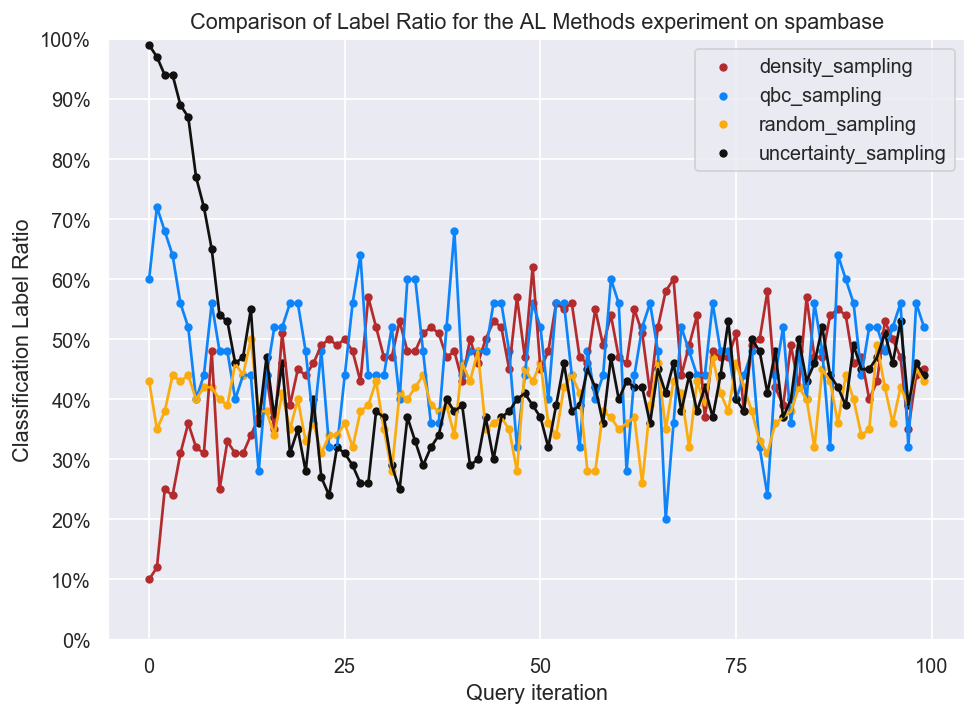 Comparison of Label Ratio for the AL Methods experiment on spambase
100%
90%
80%
70%
60%
50%
40%
30%
20%
10%
0%
Classification Label Ratio
density_sampling
qbc_sampling
random_sampling
uncertainty_sampling
0 25 50 75 100
Query iteration